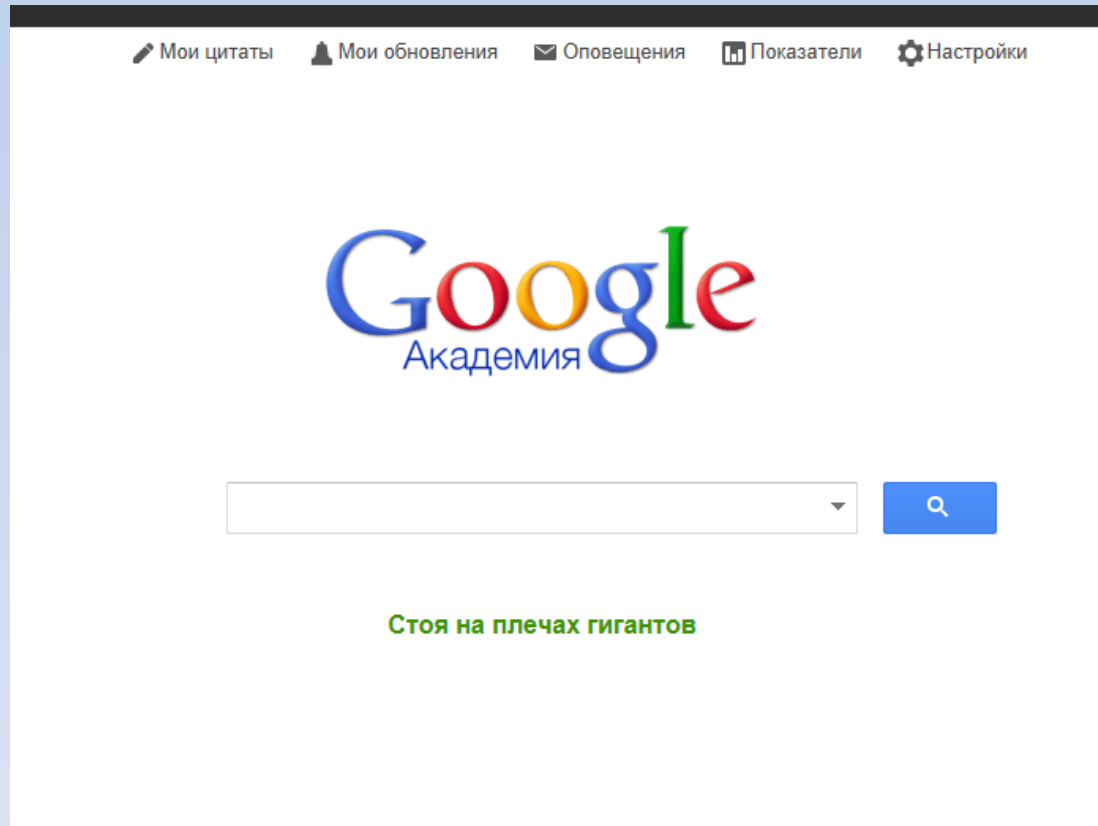 Мои цитаты Мои обновления Оповещения Показатели Настройки
Google
Академия
Стоя на плечах гигантов